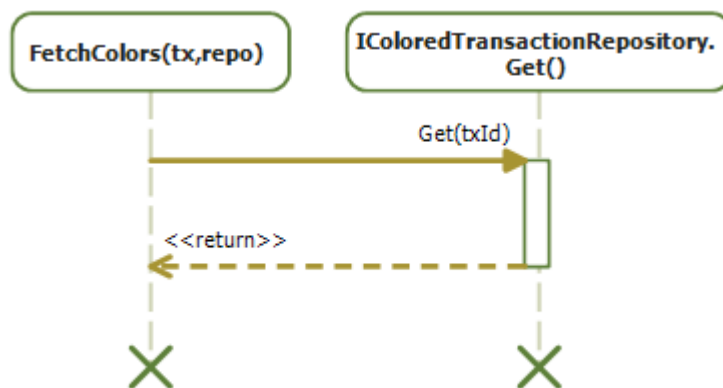 FetchColors(tx,repo)
IColoredTransactionRepository.
Get()
Get(txId)
<<return>>